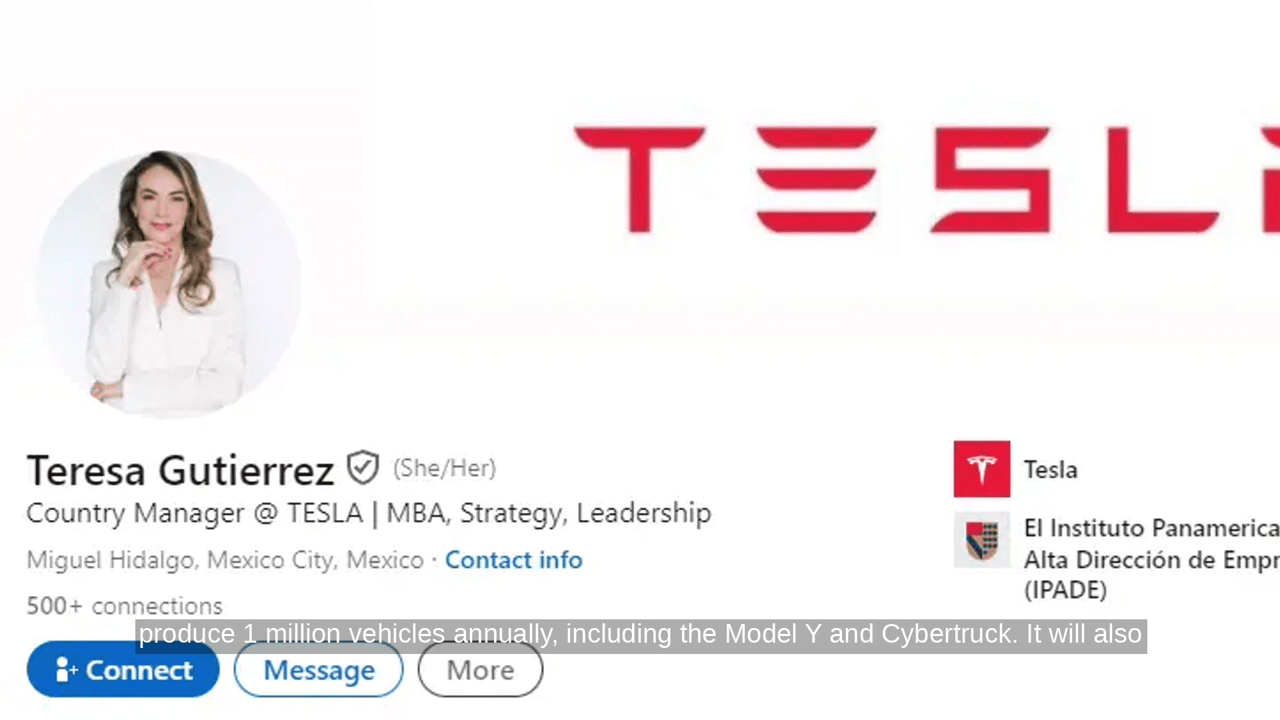 TESL
Teresa Gutierrez (She/Her)
Country Manager @ TESLA | MBA, Strategy, Leadership
Miguel Hidalgo, Mexico City, Mexico · Contact info
500+ connections
Connect
Message
More
Tesla
El Instituto Panamerica
Alta Dirección de Empr
(IPADE)
produce 1 million vehicles annually, including the Model Y and Cybertruck. It will also